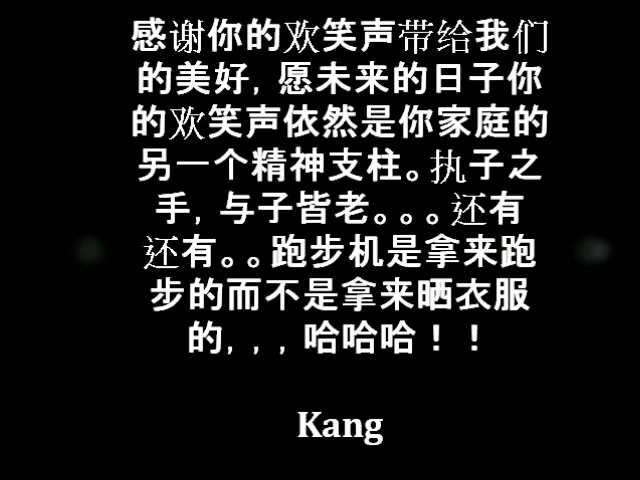 感谢你的欢笑声带给我们
的美好, 愿未来的日子你
的欢笑声依然是你家庭的
另一个精神支柱。执子之
手, 与子皆老。。。还有
还有。。跑步机是拿来跑
步的而不是拿来晒衣服
的, , , 哈哈哈！！
Kang